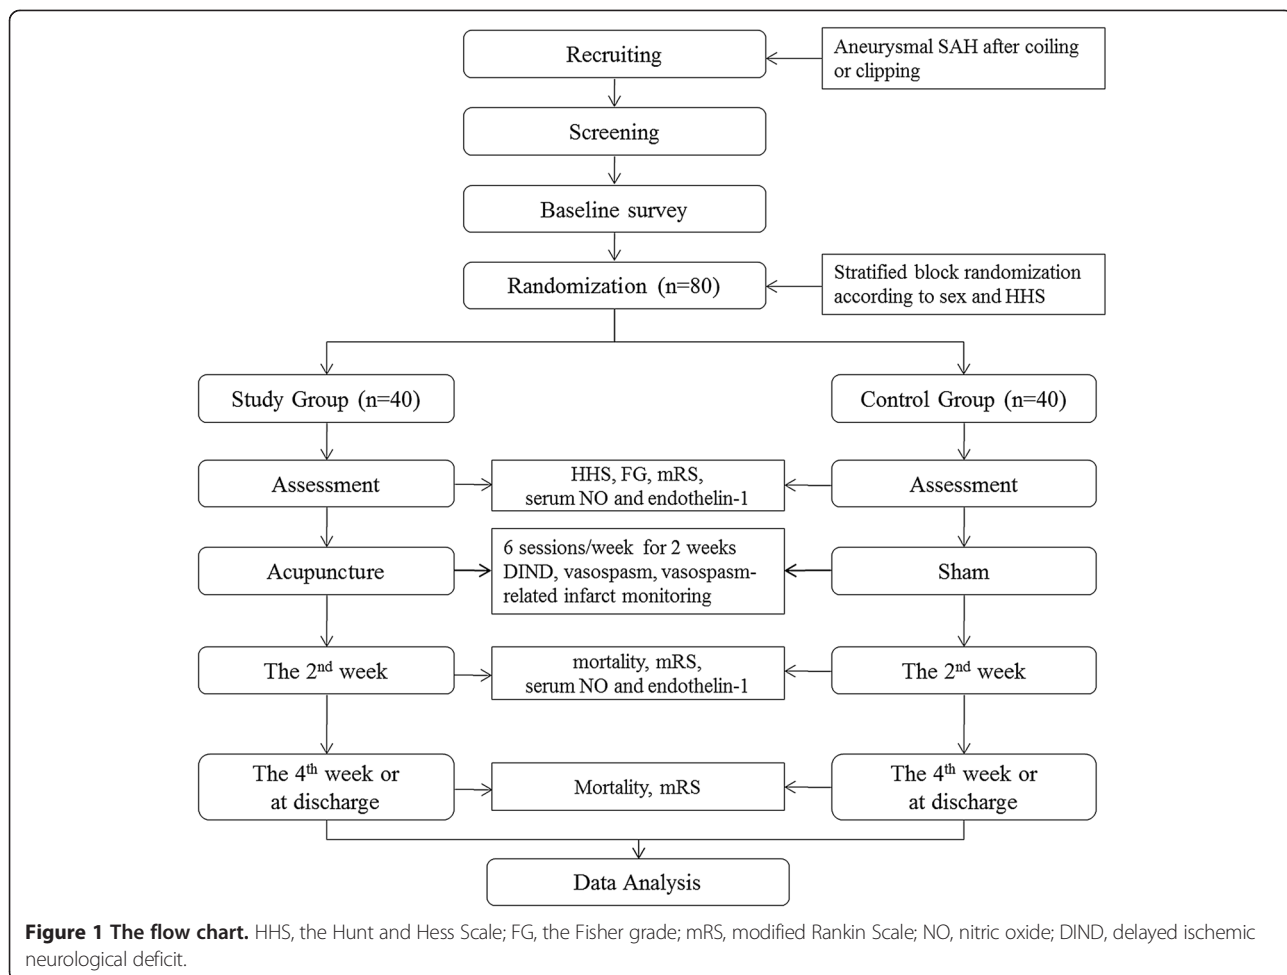 Recruiting
Aneurysmal SAH after coiling
or clipping
Screening
Baseline survey
Randomization (n=80)
Stratified block randomization
according to sex and HHS
Study Group (n=40)
Control Group (n=40)
Assessment
HHS, FG, mRS,
serum NO and endothelin-1
Assessment
Acupuncture
6 sessions/week for 2 weeks
DIND, vasospasm, vasospasm-
related infarct monitoring
Sham
The 2nd week
mortality, mRS,
serum NO and endothelin-1
The 2nd week
The 4th week or
at discharge
Mortality, mRS
The 4th week or
at discharge
Data Analysis
Figure 1 The flow chart. HHS, the Hunt and Hess Scale; FG, the Fisher grade; mRS, modified Rankin Scale; NO, nitric oxide; DIND, delayed ischemic
neurological deficit.